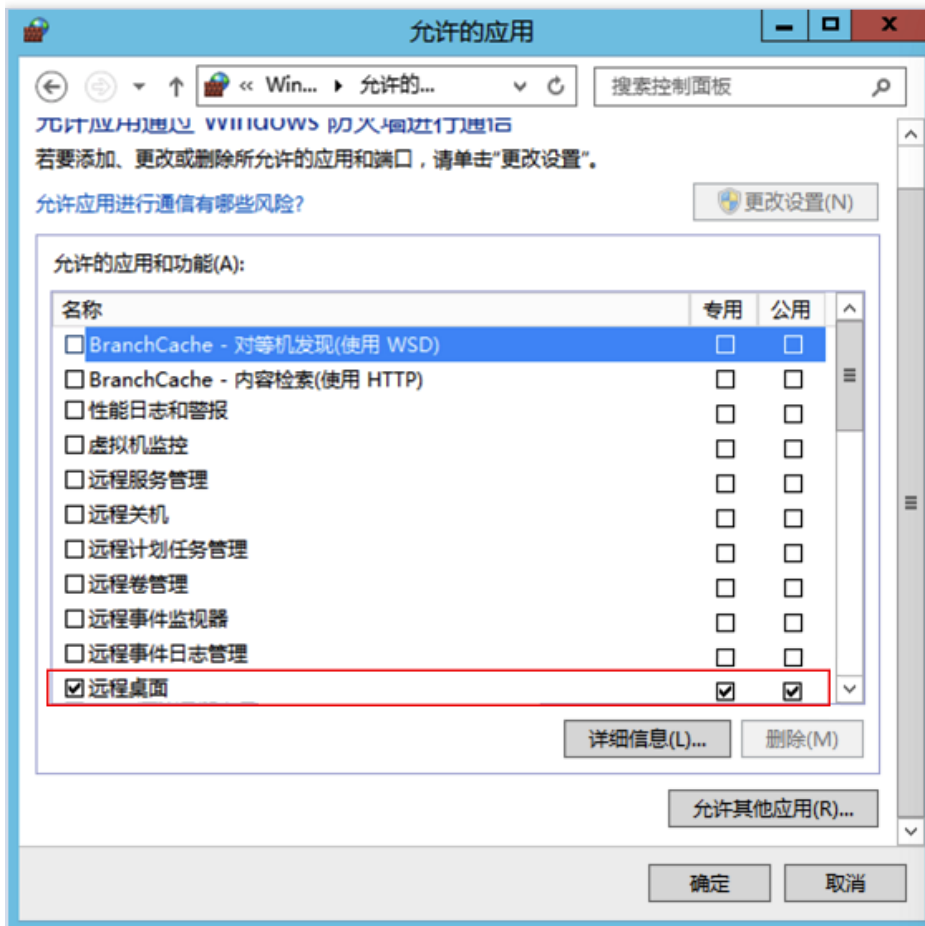 允许的应用
« Win... 允许的... 搜索控制面板
允许应用通过 Windows 防火墙进行通信
若要添加、更改或删除所允许的应用和端口，请单击"更改设置"。
允许应用进行通信有哪些风险?
更改设置(N)
允许的应用和功能(A):
名称 专用 公用
BranchCache - 对等机发现(使用 WSD)
BranchCache - 内容检索(使用 HTTP)
性能日志和警报
虚拟机监控
远程服务管理
远程关机
远程计划任务管理
远程卷管理
远程事件监视器
远程事件日志管理
远程桌面
详细信息(L)... 删除(M)
允许其他应用(R)...
确定 取消